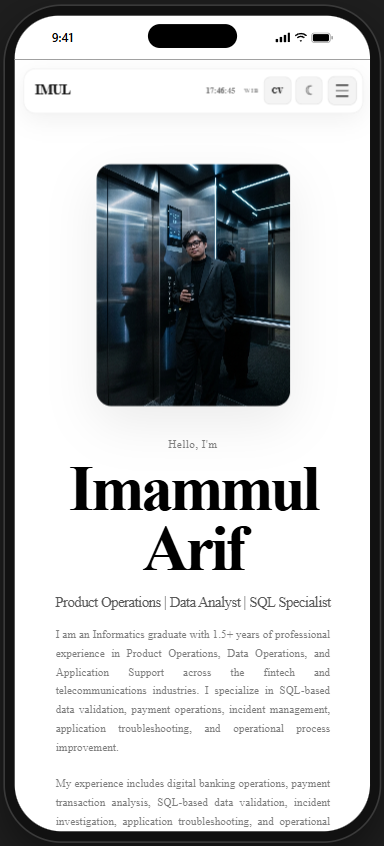 9:41
IMUL 17:46:45 WIB CV
Hello, I'm
Imammul
Arif
Product Operations | Data Analyst | SQL Specialist
I am an Informatics graduate with 1.5+ years of professional
experience in Product Operations, Data Operations, and
Application Support across the fintech and
telecommunications industries. I specialize in SQL-based
data validation, payment operations, incident management,
application troubleshooting, and operational process
improvement.
My experience includes digital banking operations, payment
transaction analysis, SQL-based data validation, incident
investigation, application troubleshooting, and operational